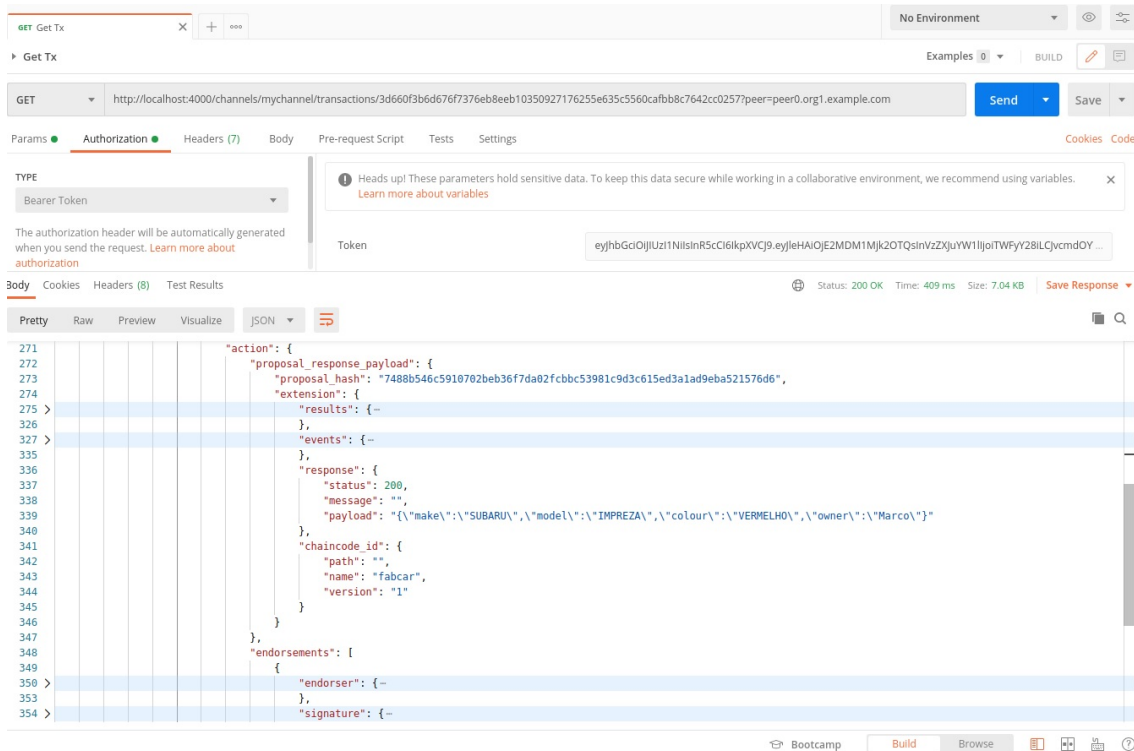 GET Get Tx
No Environment
Get Tx
Examples 0
BUILD
GET
http://localhost:4000/channels/mychannel/transactions/3d660f3b6d676f7376eb8eeb10350927176255e635c5560cafbb8c7642cc0257?peer=peer0.org1.example.com
Send
Save
Params
Authorization
Headers (7)
Body
Pre-request Script
Tests
Settings
Cookies
Code
TYPE
Bearer Token
The authorization header will be automatically generated
when you send the request. Learn more about
authorization
Heads up! These parameters hold sensitive data. To keep this data secure while working in a collaborative environment, we recommend using variables.
Learn more about variables
Token
Body
Cookies
Headers (8)
Test Results
Status: 200 OK
Time: 409 ms
Size: 7.04 KB
Save Response
Pretty
Raw
Preview
Visualize
JSON
271 "action": {
272 "proposal_response_payload": {
273 "proposal_hash": "7488b546c5910702beb36f7da02fcbbc53981c9d3c615ed3a1ad9eba521576d6",
274 "extension": {
275 "results": {
326 },
327 "events": {
335 },
336 "response": {
337 "status": 200,
338 "message": "",
339 "payload": "{\"make\":\"SUBARU\",\"model\":\"IMPREZA\",\"colour\":\"VERMELHO\",\"owner\":\"Marco\"}"
340 },
341 "chaincode_id": {
342 "path": "",
343 "name": "fabcar",
344 "version": "1"
345 }
346 }
347 },
348 "endorsements": [
349 {
350 "endorser": {
353 },
354 "signature": {
Bootcamp
Build
Browse